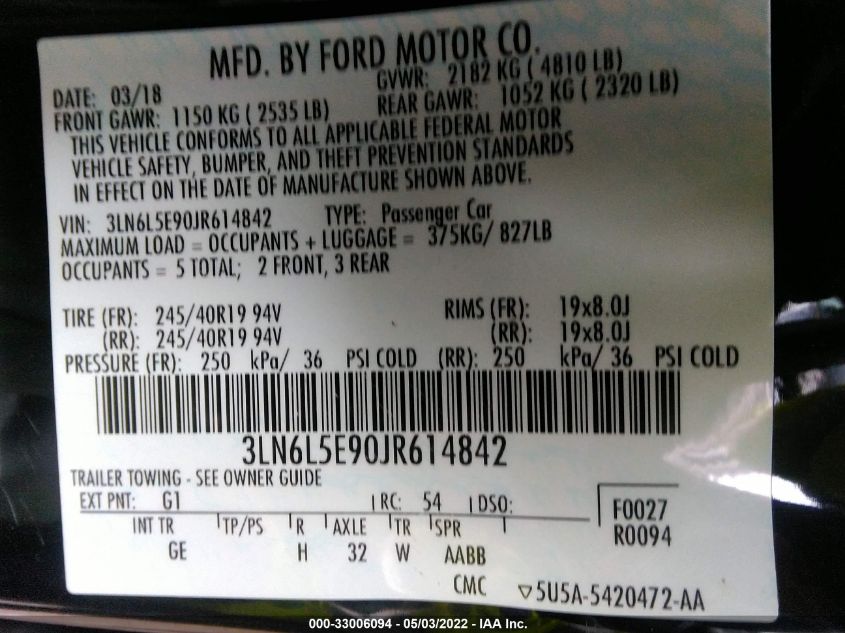 MFD. BY FORD MOTOR CO.
DATE: 03/18 GVWR: 2182 KG ( 4810 LB)
FRONT GAWR: 1150 KG ( 2535 LB) REAR GAWR: 1052 KG ( 2320 LB)
THIS VEHICLE CONFORMS TO ALL APPLICABLE FEDERAL MOTOR
VEHICLE SAFETY, BUMPER, AND THEFT PREVENTION STANDARDS
IN EFFECT ON THE DATE OF MANUFACTURE SHOWN ABOVE.
VIN: 3LN6L5E90JR614842 TYPE: Passenger Car
MAXIMUM LOAD = OCCUPANTS + LUGGAGE = 375KG/ 827LB
OCCUPANTS = 5 TOTAL; 2 FRONT, 3 REAR
TIRE (FR): 245/40R19 94V RIMS (FR): 19x8.0J
(RR): 245/40R19 94V (RR): 19x8.0J
PRESSURE (FR): 250 kPa/ 36 PSI COLD (RR): 250 kPa/ 36 PSI COLD
3LN6L5E90JR614842
TRAILER TOWING - SEE OWNER GUIDE
EXT PNT: G1 RC: 54 DSO: F0027
INT TR TP/PS R AXLE TR SPR R0094
GE H 32 W AABB
CMC ▽5U5A-5420472-AA
000-33006094 - 05/03/2022 - IAA Inc.